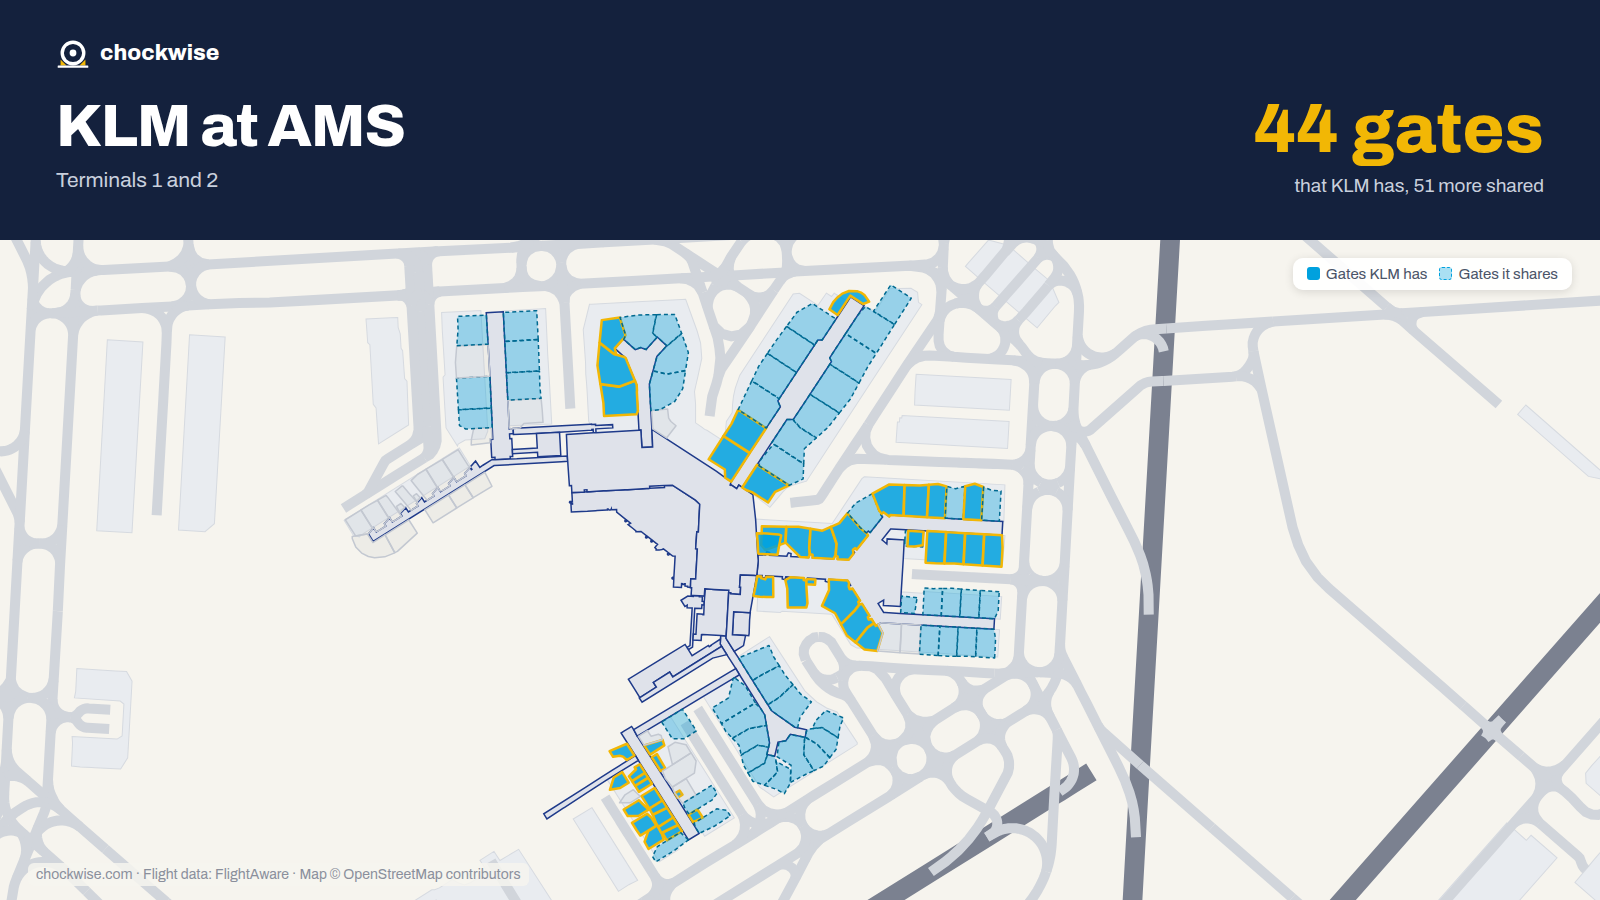 chockwise
KLM at AMS
Terminals 1 and 2
44 gates
that KLM has, 51 more shared
Gates KLM has
Gates it shares
chockwise.com · Flight data: FlightAware · Map © OpenStreetMap contributors